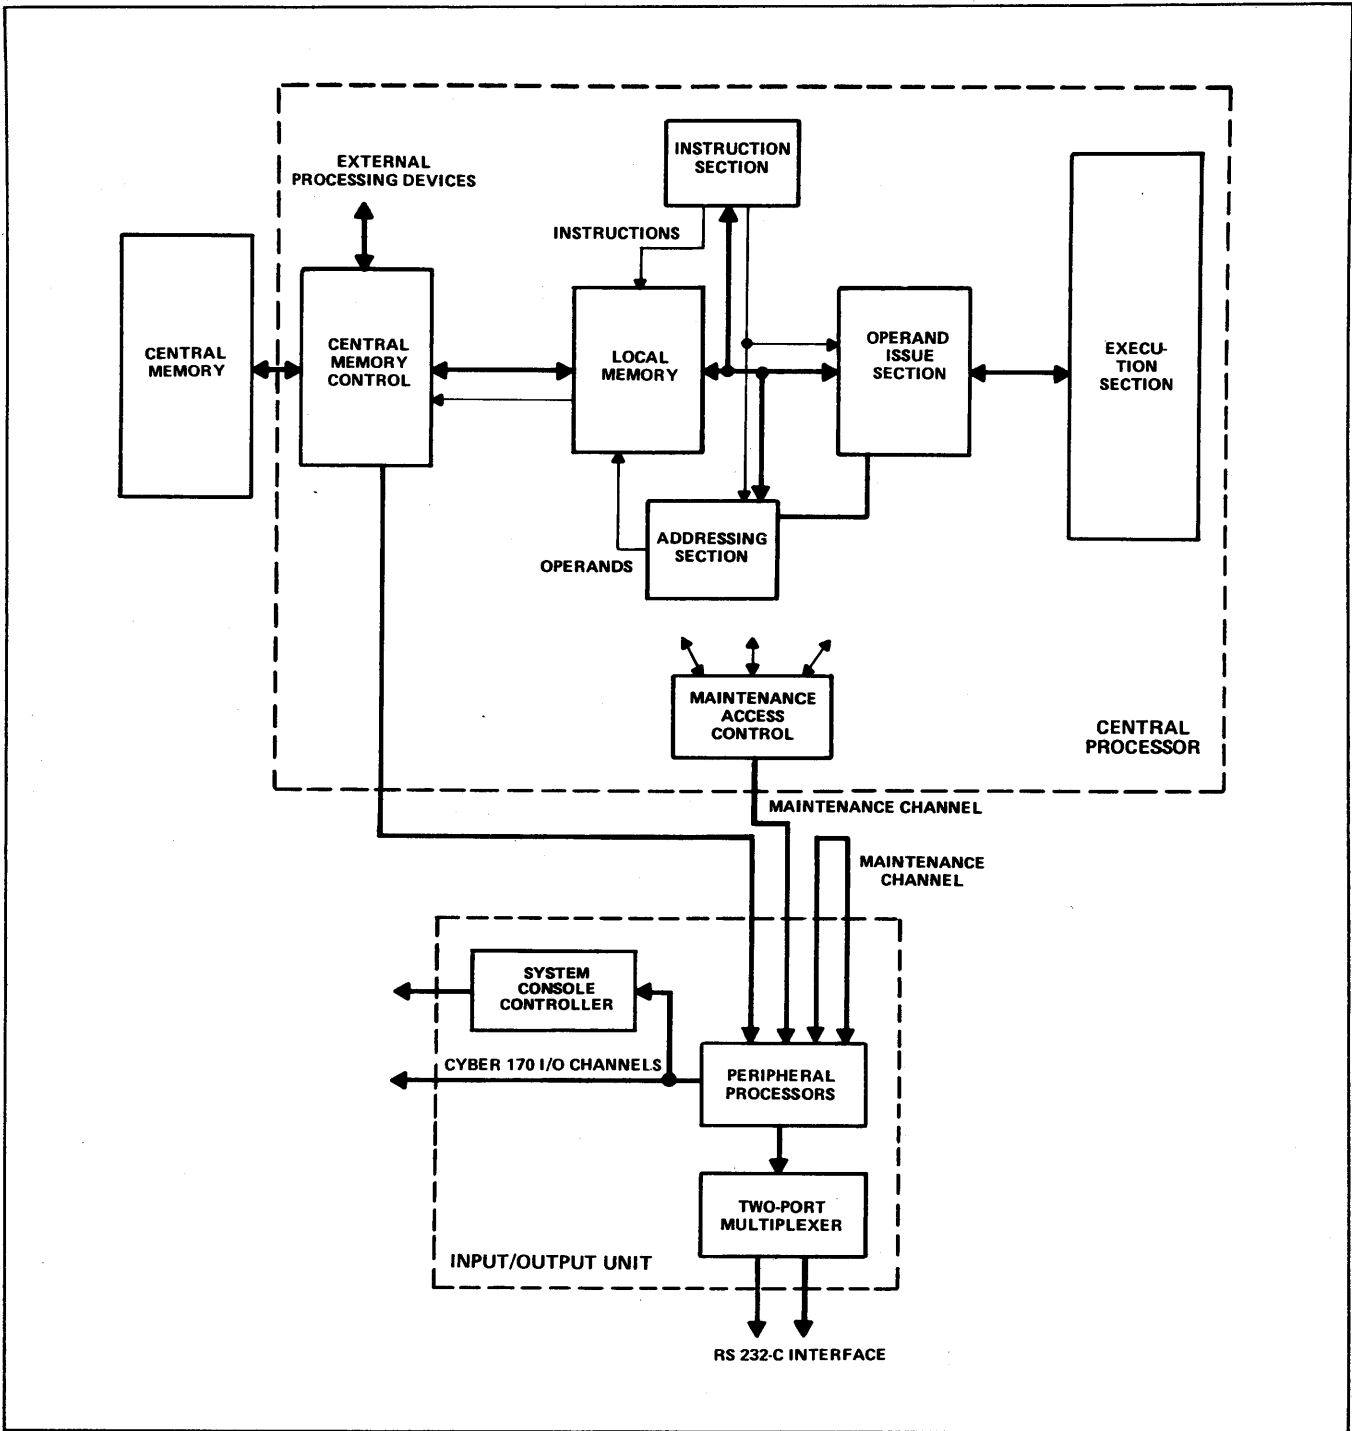 INSTRUCTION
SECTION
EXTERNAL
PROCESSING DEVICES
INSTRUCTIONS
CENTRAL
MEMORY
CENTRAL
MEMORY
CONTROL
LOCAL
MEMORY
OPERAND
ISSUE
SECTION
EXECU-
TION
SECTION
ADDRESSING
SECTION
OPERANDS
MAINTENANCE
ACCESS
CONTROL
CENTRAL
PROCESSOR
MAINTENANCE CHANNEL
MAINTENANCE
CHANNEL
SYSTEM
CONSOLE
CONTROLLER
CYBER 170 I/O CHANNELS
PERIPHERAL
PROCESSORS
TWO-PORT
MULTIPLEXER
INPUT/OUTPUT UNIT
RS 232-C INTERFACE